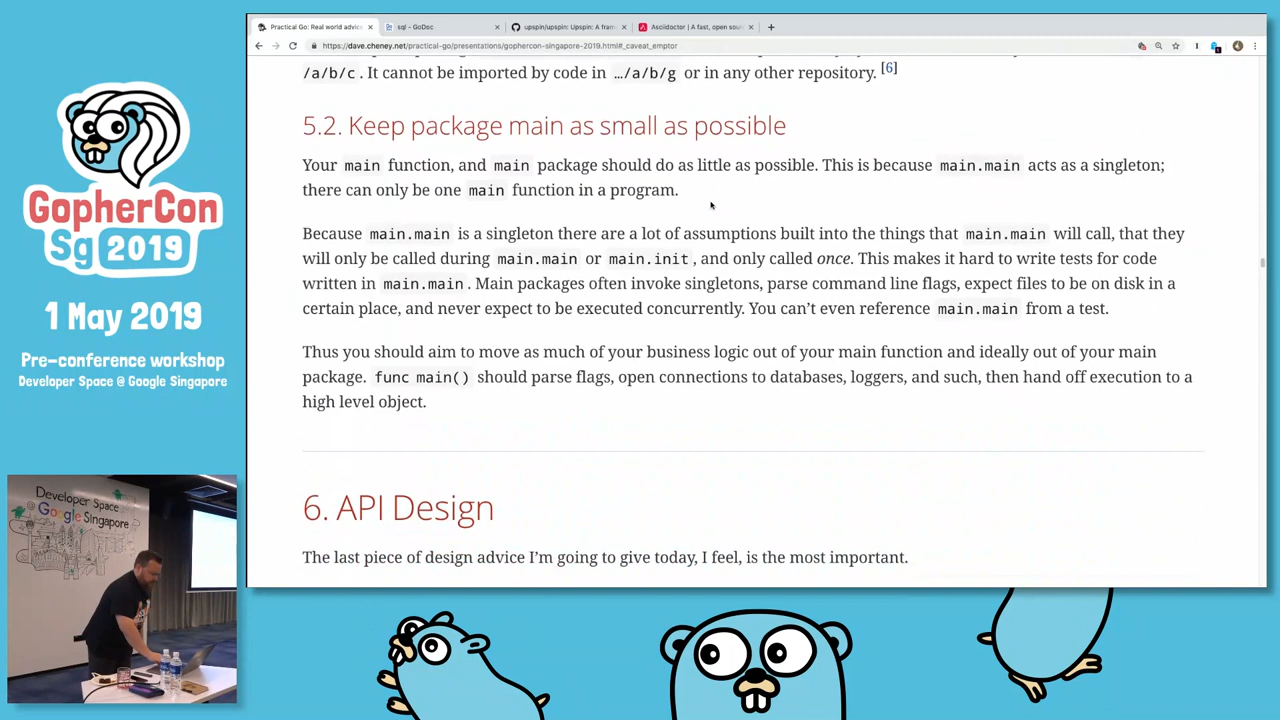 Practical Go: Real world advic
sql - GoDoc
upspin/upspin: Upspin: A fram
Asciidoctor | A fast, open sour
https://dave.cheney.net/practical-go/presentations/gophercon-singapore-2019.html#_caveat_emptor
/a/b/c. It cannot be imported by code in …/a/b/g or in any other repository. [6]
5.2. Keep package main as small as possible
Your main function, and main package should do as little as possible. This is because main.main acts as a singleton;
there can only be one main function in a program.
Because main.main is a singleton there are a lot of assumptions built into the things that main.main will call, that they
will only be called during main.main or main.init, and only called once. This makes it hard to write tests for code
written in main.main. Main packages often invoke singletons, parse command line flags, expect files to be on disk in a
certain place, and never expect to be executed concurrently. You can’t even reference main.main from a test.
Thus you should aim to move as much of your business logic out of your main function and ideally out of your main
package. func main() should parse flags, open connections to databases, loggers, and such, then hand off execution to a
high level object.
6. API Design
The last piece of design advice I’m going to give today, I feel, is the most important.
GopherCon
Sg 2019
1 May 2019
Pre-conference workshop
Developer Space @ Google Singapore
Developer Space
@ Google Singapore